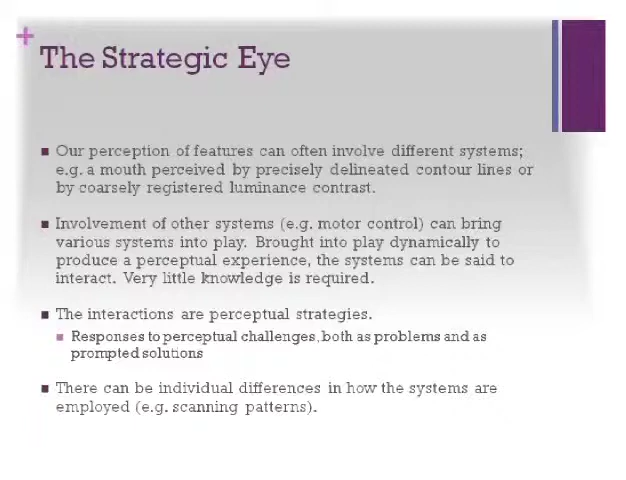 +
The Strategic Eye
Our perception of features can often involve different systems;
e.g. a mouth perceived by precisely delineated contour lines or
by coarsely registered luminance contrast.
Involvement of other systems (e.g. motor control) can bring
various systems into play. Brought into play dynamically to
produce a perceptual experience, the systems can be said to
interact. Very little knowledge is required.
The interactions are perceptual strategies.
Responses to perceptual challenges, both as problems and as
prompted solutions
There can be individual differences in how the systems are
employed (e.g. scanning patterns).